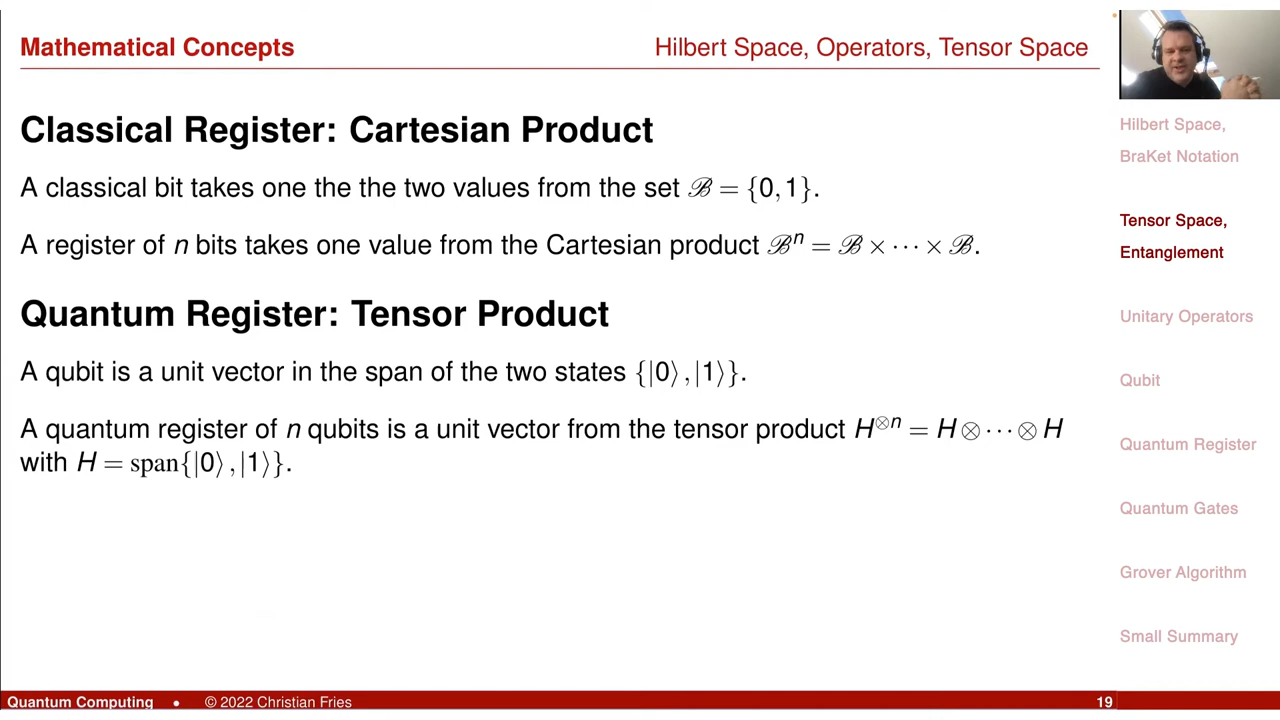 Mathematical Concepts
Hilbert Space, Operators, Tensor Space
Classical Register: Cartesian Product
A classical bit takes one the the two values from the set ℬ = {0, 1}.
A register of n bits takes one value from the Cartesian product ℬⁿ = ℬ × ⋯ × ℬ.
Quantum Register: Tensor Product
A qubit is a unit vector in the span of the two states {|0⟩, |1⟩}.
A quantum register of n qubits is a unit vector from the tensor product H^⊗n = H ⊗ ⋯ ⊗ H
with H = span{|0⟩, |1⟩}.
Hilbert Space,
BraKet Notation
Tensor Space,
Entanglement
Unitary Operators
Qubit
Quantum Register
Quantum Gates
Grover Algorithm
Small Summary
Quantum Computing • © 2022 Christian Fries 19